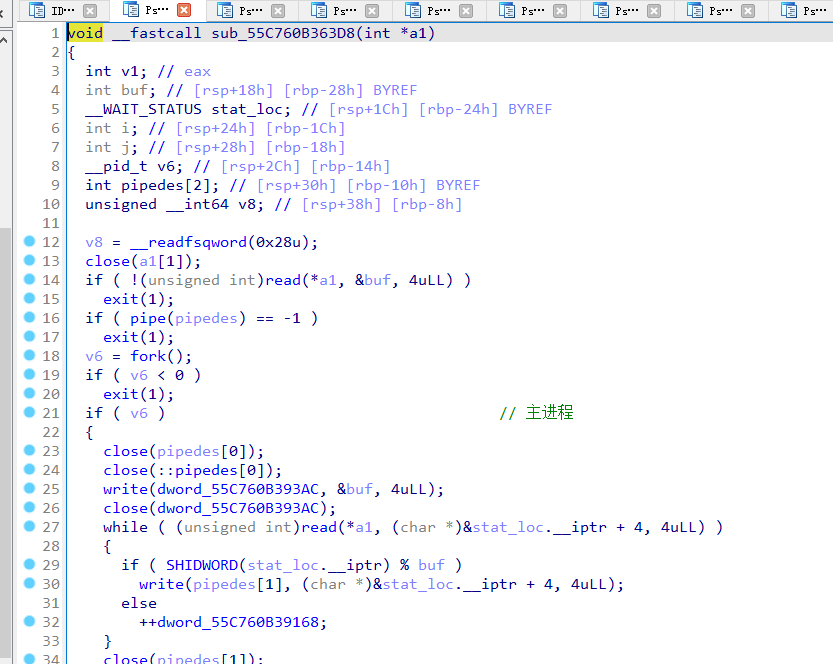 ID… Ps… Ps… Ps… Ps… Ps… Ps… Ps… Ps…
1 void __fastcall sub_55C760B363D8(int *a1)
2 {
3 int v1; // eax
4 int buf; // [rsp+18h] [rbp-28h] BYREF
5 __WAIT_STATUS stat_loc; // [rsp+1Ch] [rbp-24h] BYREF
6 int i; // [rsp+24h] [rbp-1Ch]
7 int j; // [rsp+28h] [rbp-18h]
8 __pid_t v6; // [rsp+2Ch] [rbp-14h]
9 int pipedes[2]; // [rsp+30h] [rbp-10h] BYREF
10 unsigned __int64 v8; // [rsp+38h] [rbp-8h]
11
12 v8 = __readfsqword(0x28u);
13 close(a1[1]);
14 if ( !(unsigned int)read(*a1, &buf, 4uLL) )
15 exit(1);
16 if ( pipe(pipedes) == -1 )
17 exit(1);
18 v6 = fork();
19 if ( v6 < 0 )
20 exit(1);
21 if ( v6 ) // 主进程
22 {
23 close(pipedes[0]);
24 close(::pipedes[0]);
25 write(dword_55C760B393AC, &buf, 4uLL);
26 close(dword_55C760B393AC);
27 while ( (unsigned int)read(*a1, (char *)&stat_loc.__iptr + 4, 4uLL) )
28 {
29 if ( SHIDWORD(stat_loc.__iptr) % buf )
30 write(pipedes[1], (char *)&stat_loc.__iptr + 4, 4uLL);
31 else
32 ++dword_55C760B39168;
33 }
34 close(pipedes[1]);